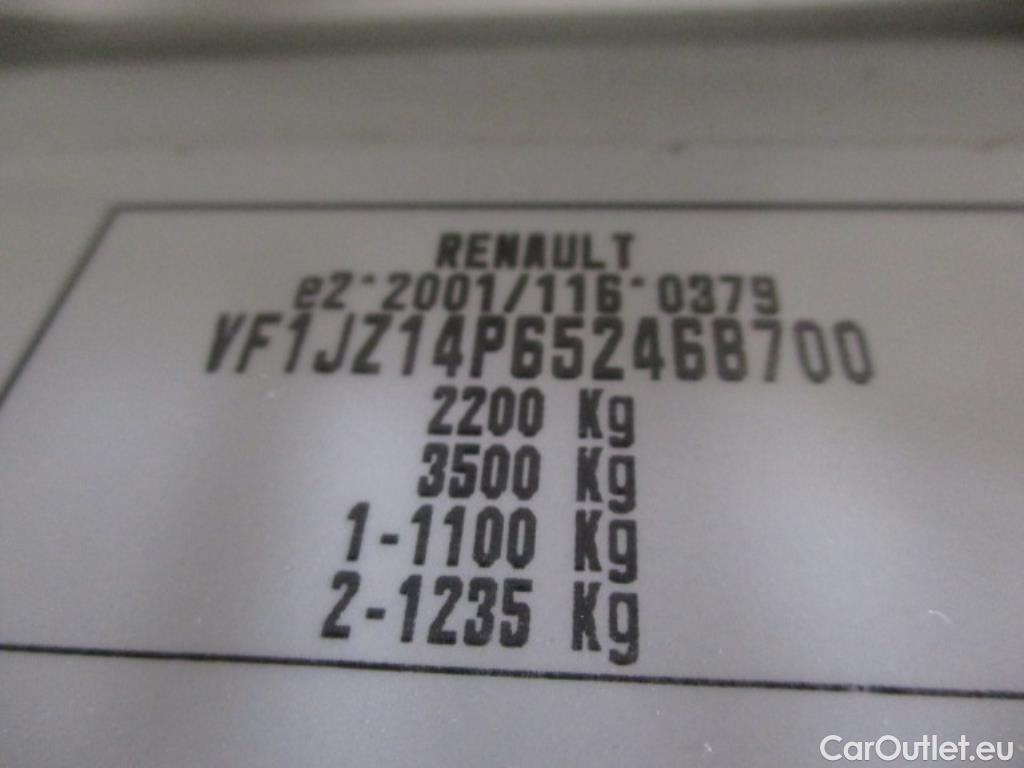 RENAULT
e2*2001/116*0379
VF1JZ14P652468700
2200 Kg
3500 Kg
1-1100 Kg
2-1235 Kg
CarOutlet.eu